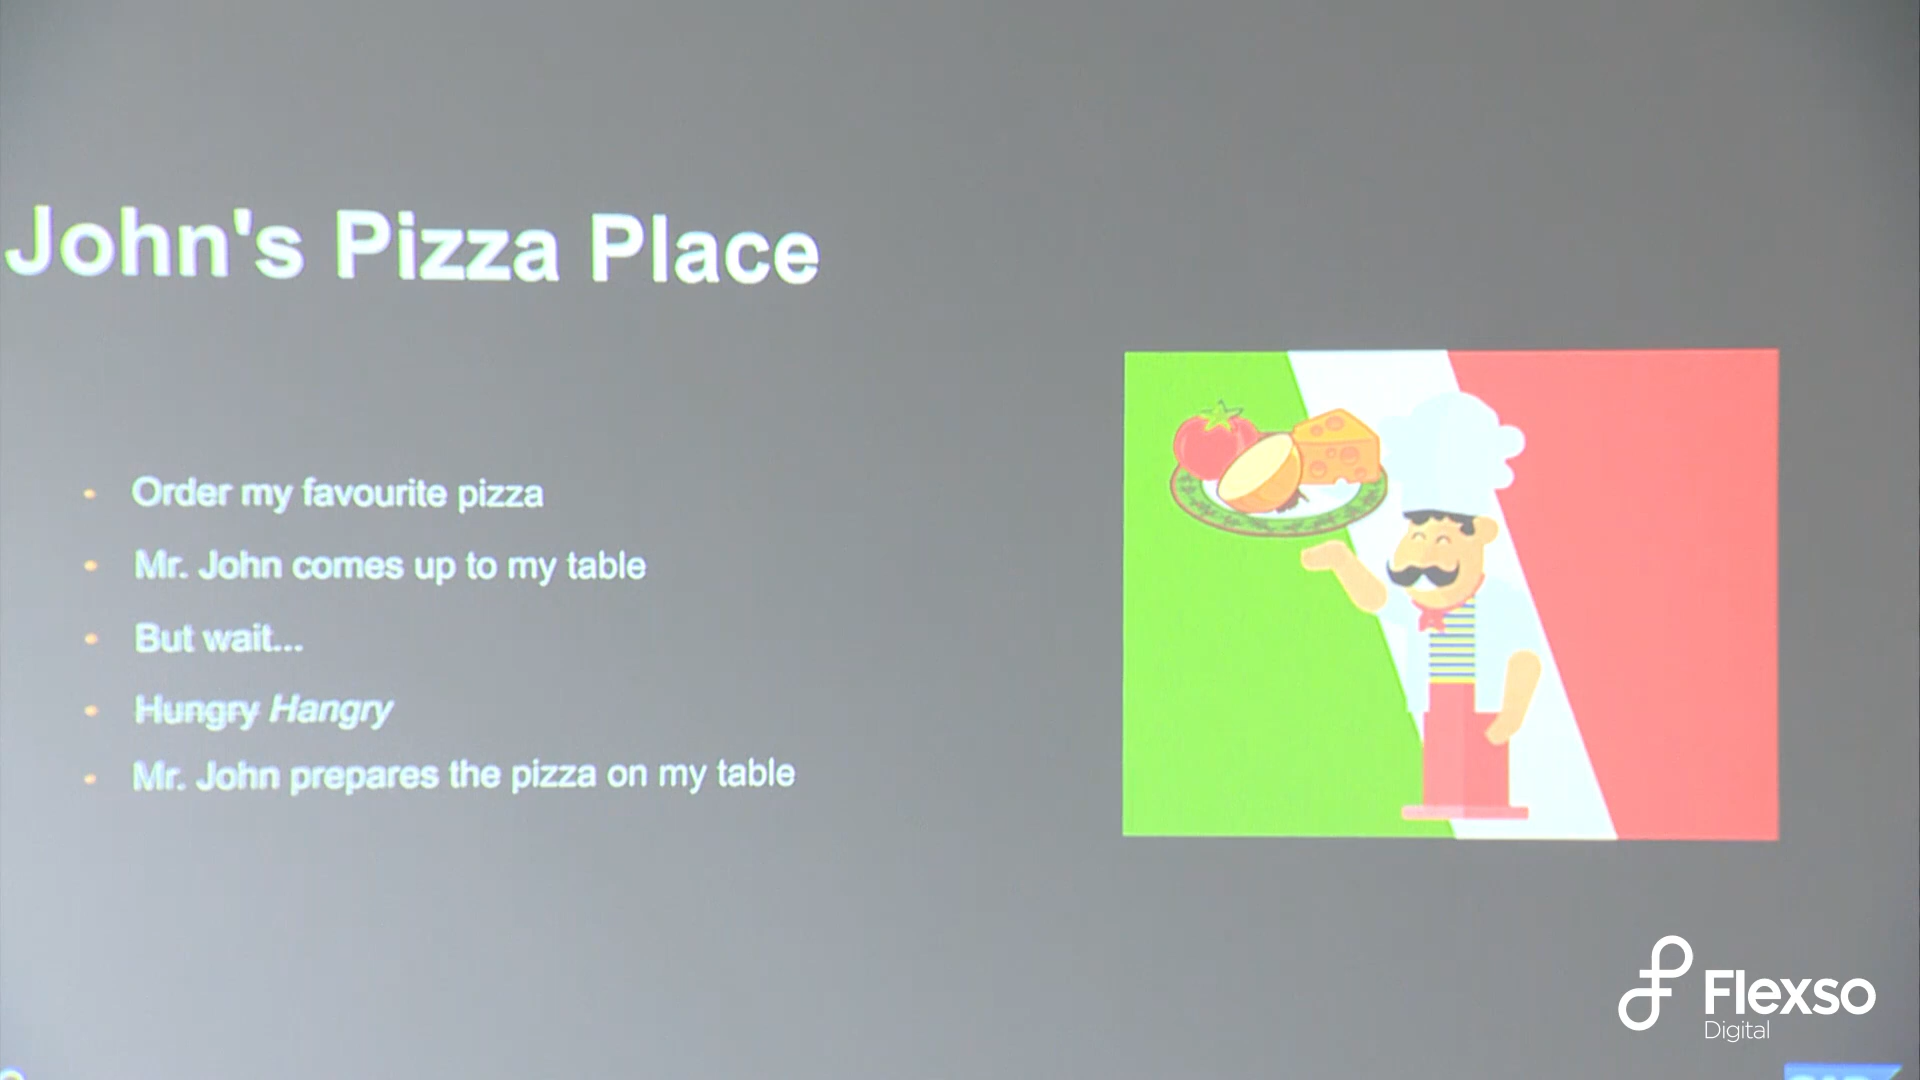 John's Pizza Place
Order my favourite pizza
Mr. John comes up to my table
But wait...
Hungry Hangry
Mr. John prepares the pizza on my table
Flexso
Digital